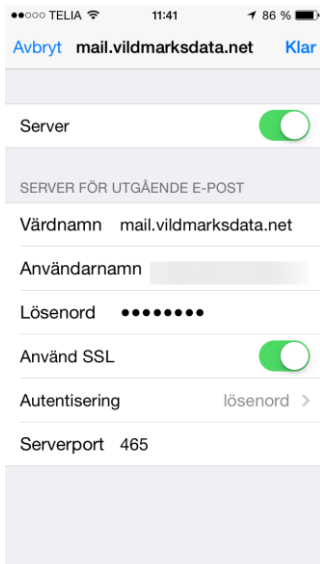 TELIA 11:41 86 %
Avbryt mail.vildmarksdata.net Klar
Server
SERVER FÖR UTGÅENDE E-POST
Värdnamn mail.vildmarksdata.net
Användarnamn
Lösenord ●●●●●●●●
Använd SSL
Autentisering lösenord >
Serverport 465